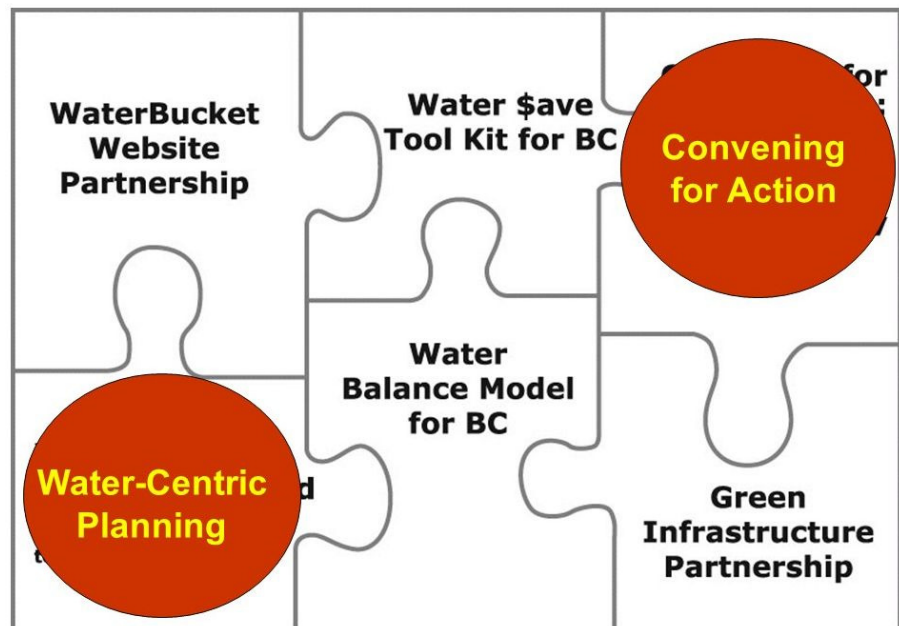 WaterBucket
Website
Partnership
Water $ave
Tool Kit for BC
for
Convening
for Action
Water-Centric
Planning
Water
Balance Model
for BC
Green
Infrastructure
Partnership